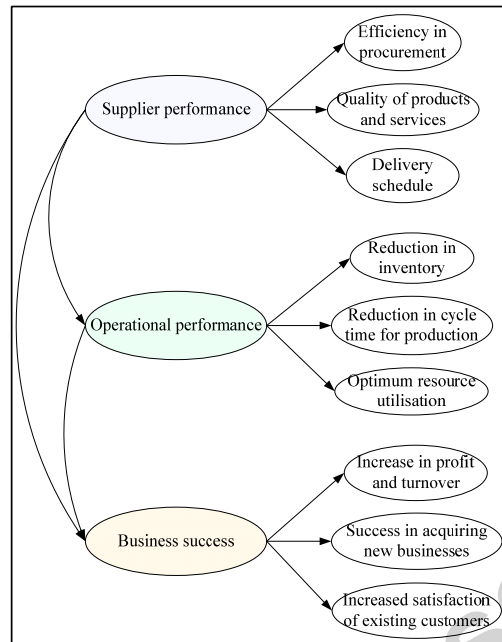 Efficiency in
procurement
Supplier performance
Quality of products
and services
Delivery
schedule
Reduction in
inventory
Operational performance
Reduction in cycle
time for production
Optimum resource
utilisation
Increase in profit
and turnover
Business success
Success in acquiring
new businesses
Increased satisfaction
of existing customers